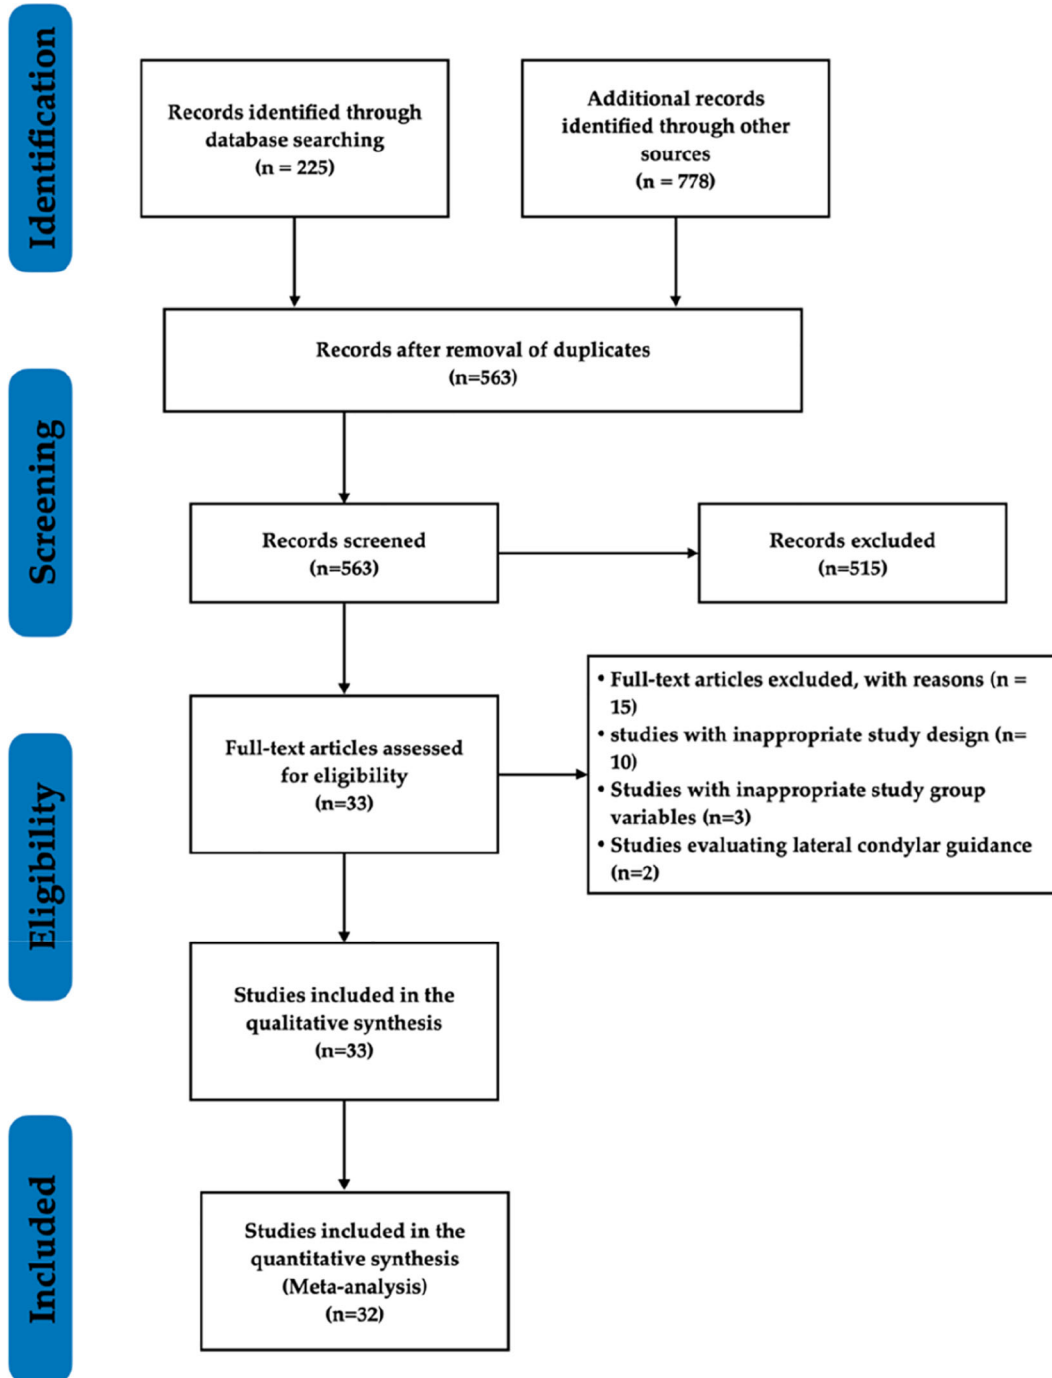 Identification
Records identified through
database searching
(n = 225)
Additional records
identified through other
sources
(n = 778)
Records after removal of duplicates
(n=563)
Screening
Records screened
(n=563)
Records excluded
(n=515)
Eligibility
Full-text articles assessed
for eligibility
(n=33)
• Full-text articles excluded, with reasons (n =
15)
• studies with inappropriate study design (n=
10)
• Studies with inappropriate study group
variables (n=3)
• Studies evaluating lateral condylar guidance
(n=2)
Studies included in the
qualitative synthesis
(n=33)
Included
Studies included in the
quantitative synthesis
(Meta-analysis)
(n=32)